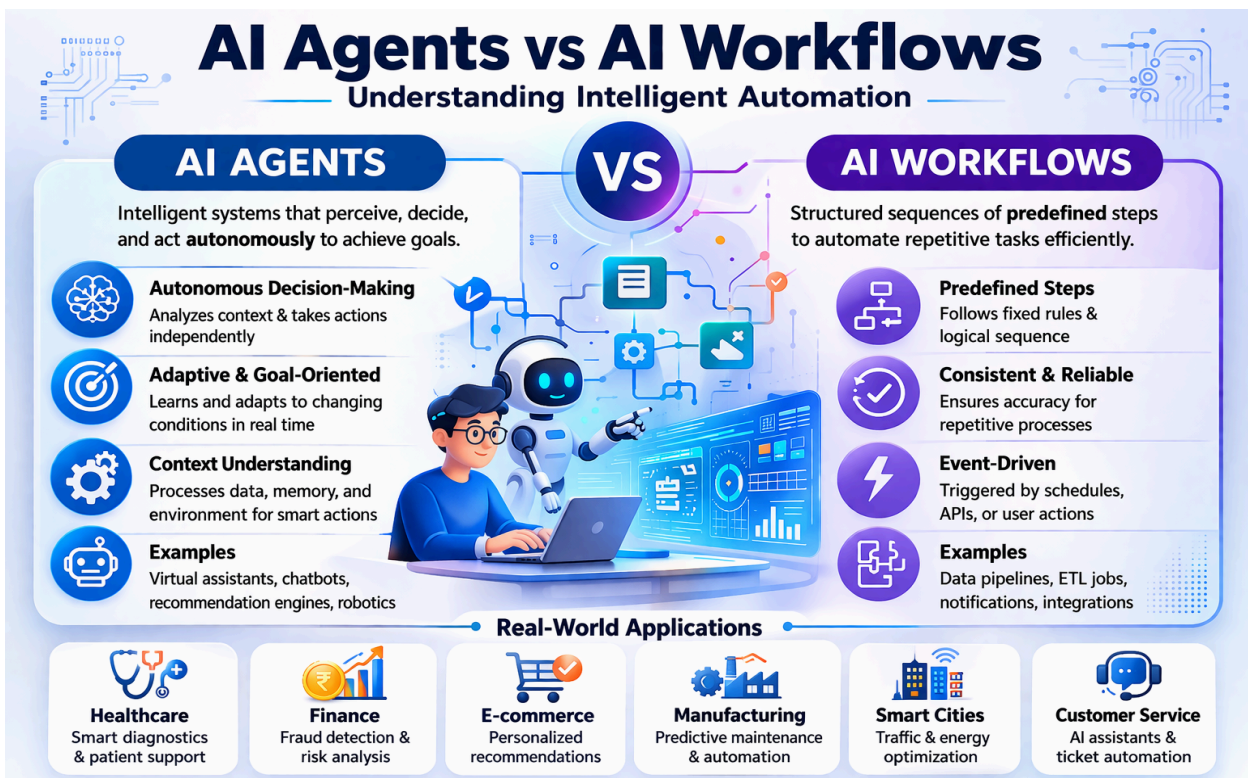 AI Agents vs AI Workflows
Understanding Intelligent Automation
AI AGENTS
VS
AI WORKFLOWS
Intelligent systems that perceive, decide,
and act autonomously to achieve goals.
Autonomous Decision-Making
Analyzes context & takes actions
independently
Adaptive & Goal-Oriented
Learns and adapts to changing
conditions in real time
Context Understanding
Processes data, memory, and
environment for smart actions
Examples
Virtual assistants, chatbots,
recommendation engines, robotics
Structured sequences of predefined steps
to automate repetitive tasks efficiently.
Predefined Steps
Follows fixed rules &
logical sequence
Consistent & Reliable
Ensures accuracy for
repetitive processes
Event-Driven
Triggered by schedules,
APIs, or user actions
Examples
Data pipelines, ETL jobs,
notifications, integrations
Real-World Applications
₹
Healthcare
Smart diagnostics
& patient support
Finance
Fraud detection &
risk analysis
E-commerce
Personalized
recommendations
Manufacturing
Predictive maintenance
& automation
Smart Cities
Traffic & energy
optimization
Customer Service
AI assistants &
ticket automation